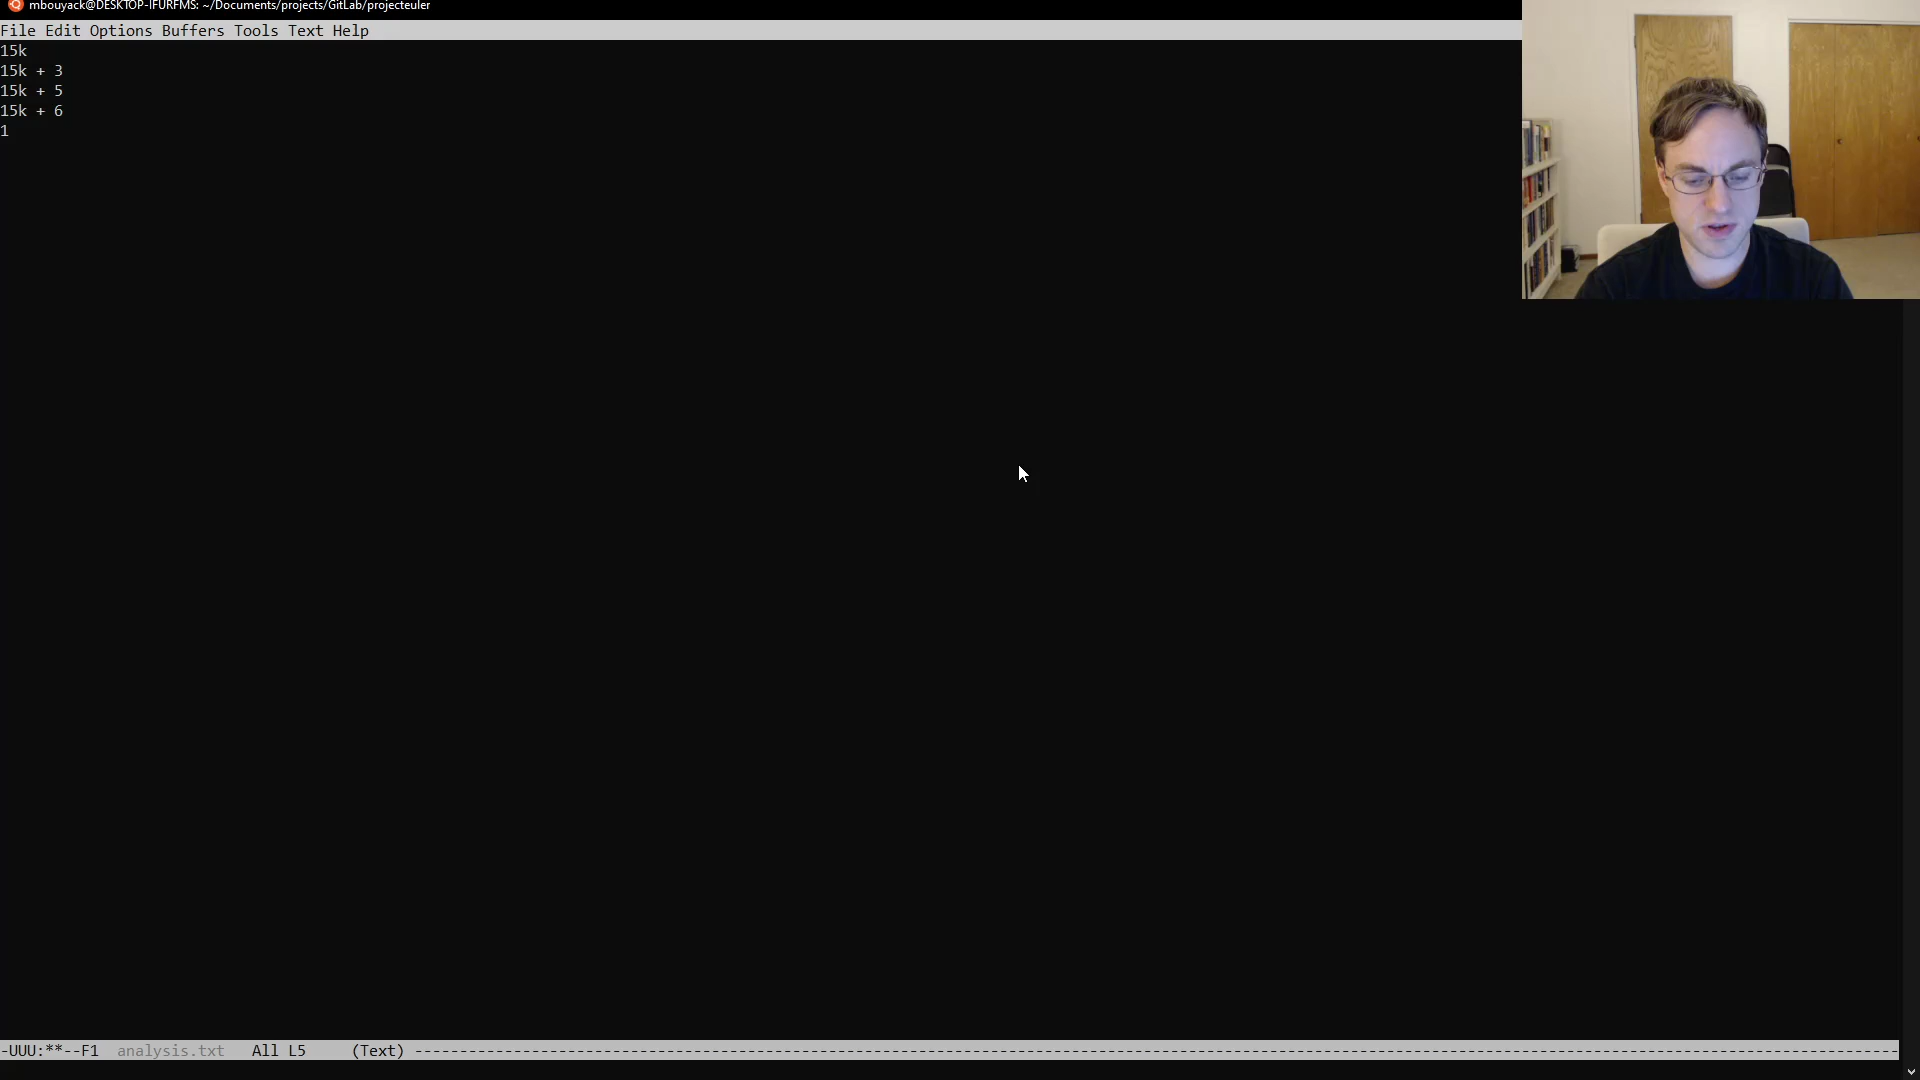 mbouyack@DESKTOP-IFURFMS: ~/Documents/projects/GitLab/projecteuler
File Edit Options Buffers Tools Text Help
15k
15k + 3
15k + 5
15k + 6
1
-UUU:**--F1  analysis.txt   All L5     (Text) ---------------------------------------------------------------------------------------------------------------------------------------------------------------------